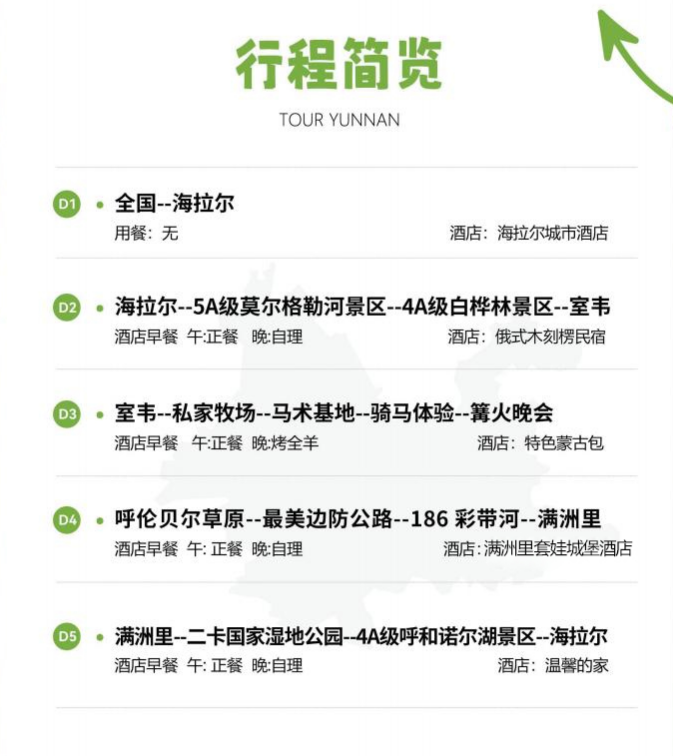 行程简览
TOUR YUNNAN
D1 • 全国--海拉尔
用餐：无 酒店：海拉尔城市酒店
D2 • 海拉尔--5A级莫尔格勒河景区--4A级白桦林景区--室韦
酒店早餐 午:正餐 晚:自理 酒店：俄式木刻楞民宿
D3 • 室韦--私家牧场--马术基地--骑马体验--篝火晚会
酒店早餐 午:正餐 晚:烤全羊 酒店：特色蒙古包
D4 • 呼伦贝尔草原--最美边防公路--186 彩带河--满洲里
酒店早餐 午: 正餐 晚:自理 酒店:满洲里套娃城堡酒店
D5 • 满洲里--二卡国家湿地公园--4A级呼和诺尔湖景区--海拉尔
酒店早餐 午: 正餐 晚:自理 酒店：温馨的家